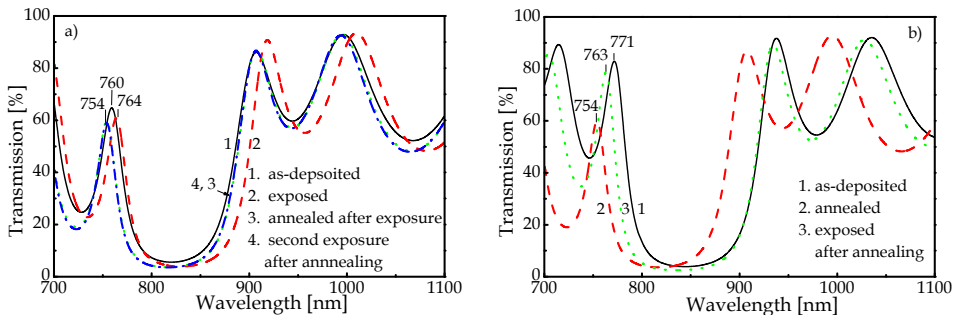 a)
Transmission [%]
100
80
60
40
20
0
760
754
764
1
2
4, 3
1. as-depsoited
2. exposed
3. annealed after exposure
4. second exposure
after annnealing
700
800
900
1000
1100
Wavelength [nm]
b)
Transmission [%]
100
80
60
40
20
0
771
763
754
2
3
1
1. as-deposited
2. annealed
3. exposed
after annealing
700
800
900
1000
1100
Wavelength [nm]